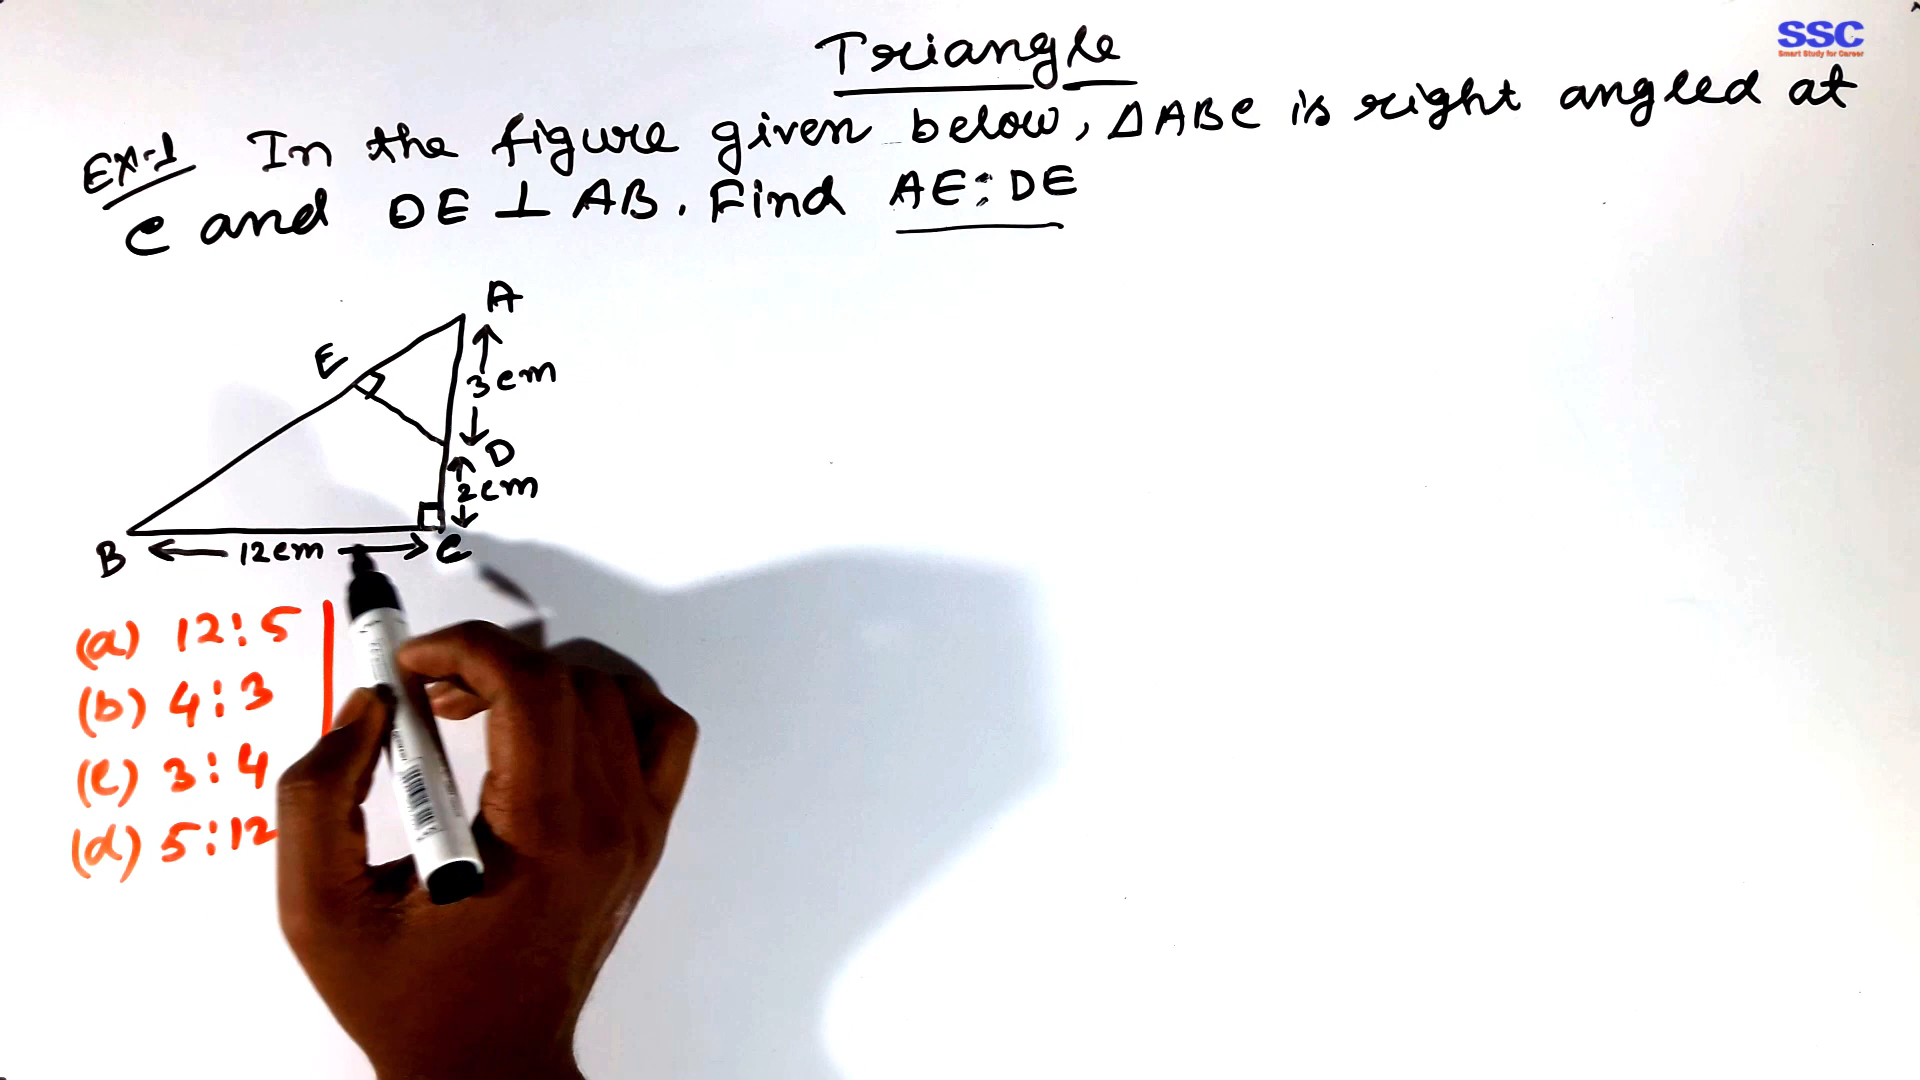 SSC
Smart Study for Career
Triangle
Ex-1 In the figure given below, ΔABC is right angled at
C and DE ⊥ AB. Find AE:DE
A
E
3cm
D
2cm
B
12cm
C
(a) 12:5
(b) 4:3
(c) 3:4
(d) 5:12